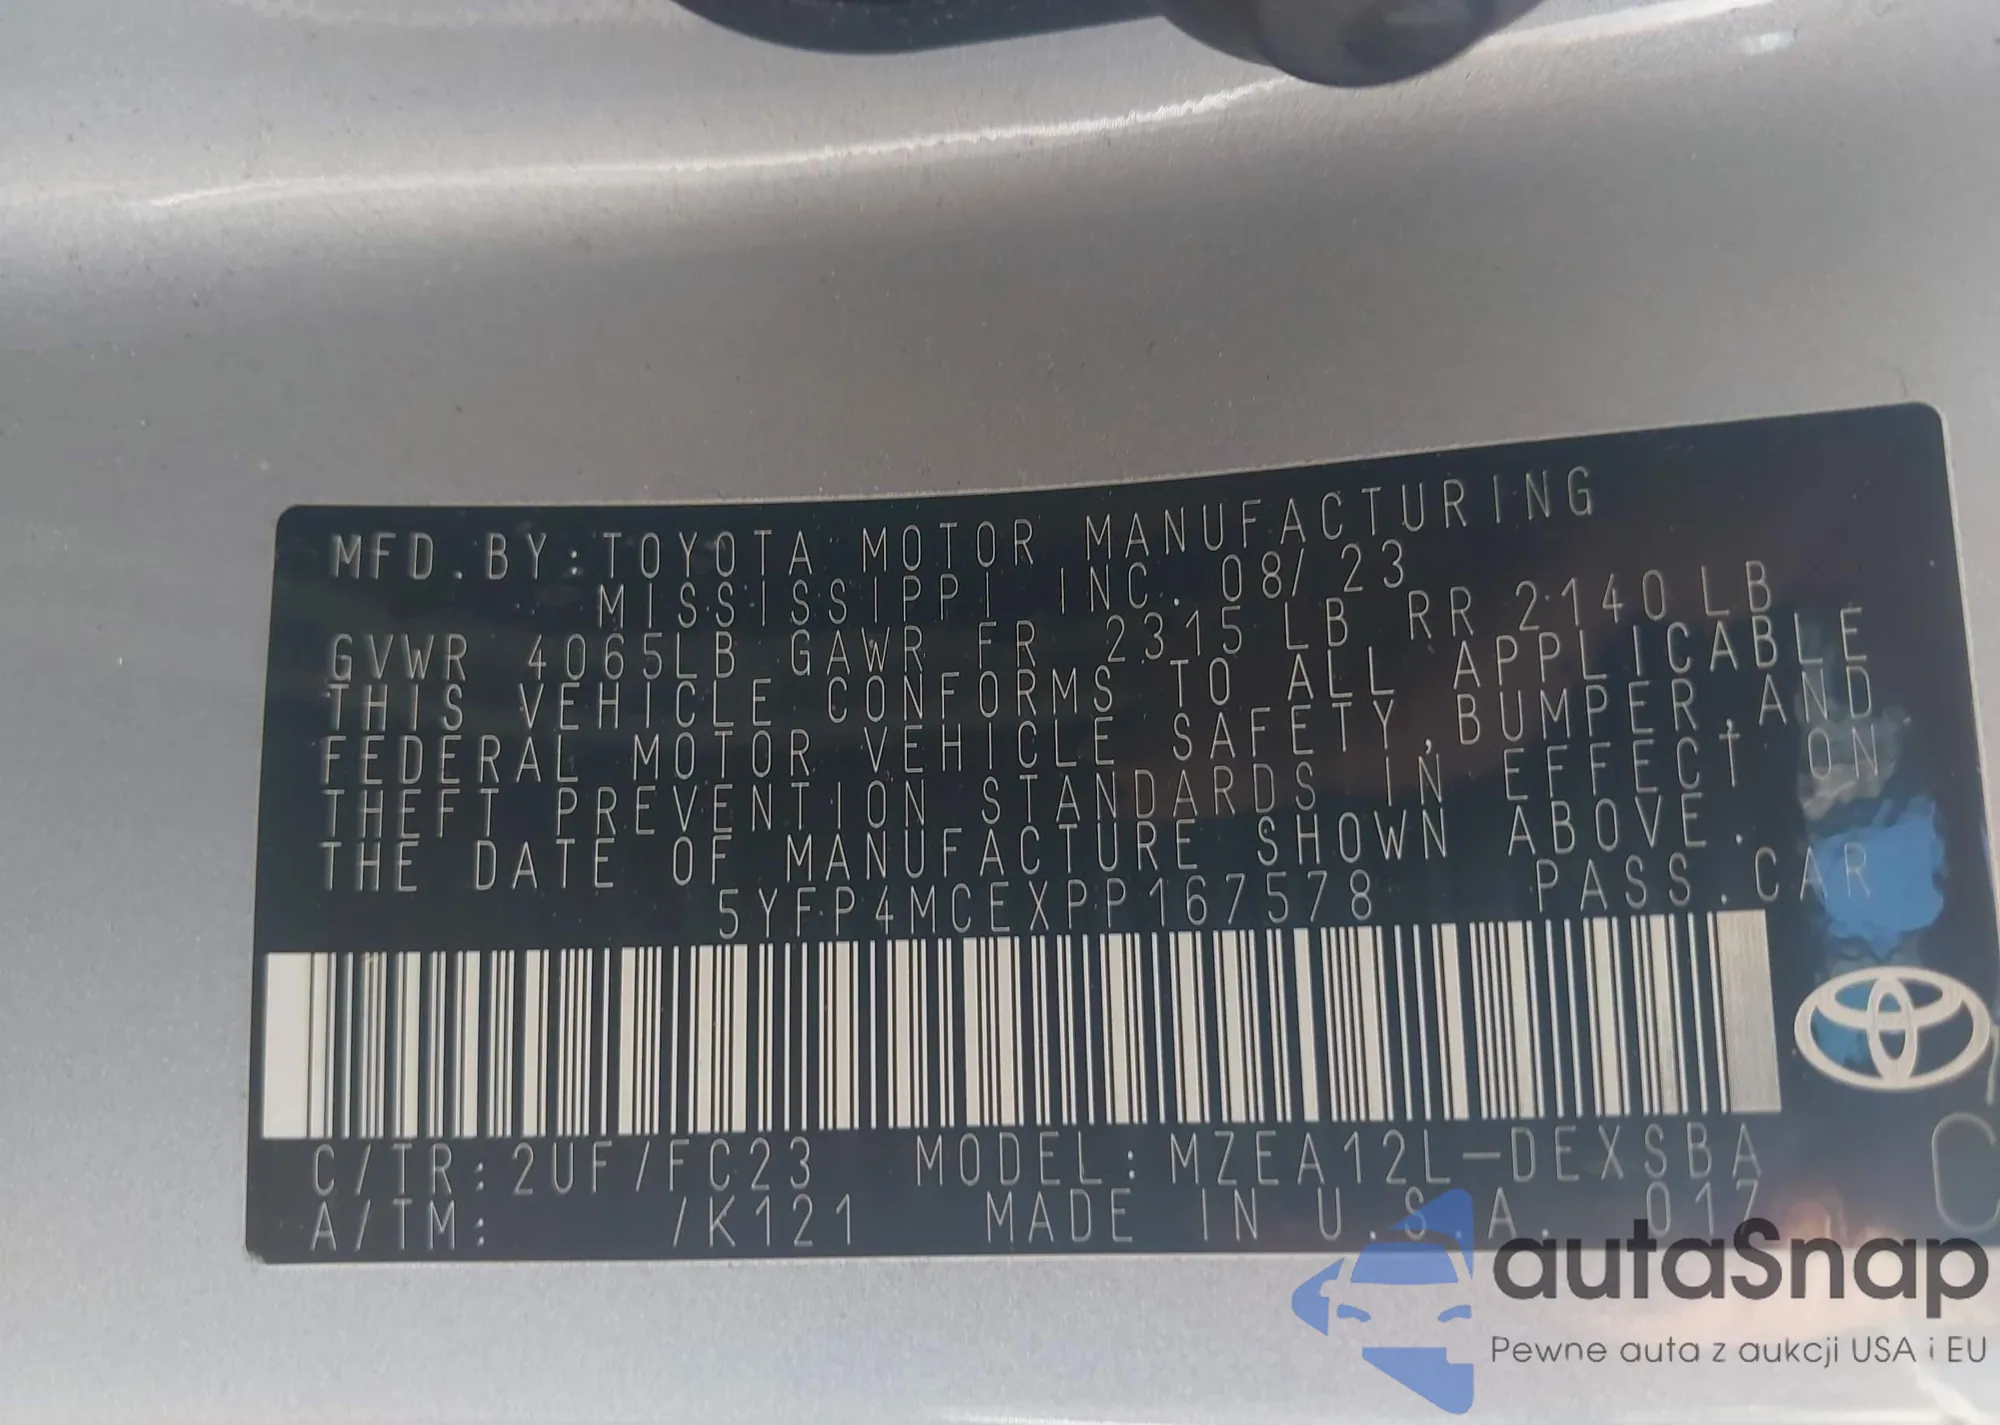 MFD.BY:TOYOTA MOTOR MANUFACTURING
MISSISSIPPI INC. 08/23
GVWR 4065LB GAWR FR 2315LB RR 2140LB
THIS VEHICLE CONFORMS TO ALL APPLICABLE
FEDERAL MOTOR VEHICLE SAFETY,BUMPER,AND
THEFT PREVENTION STANDARDS IN EFFECT ON
THE DATE OF MANUFACTURE SHOWN ABOVE.
5YFP4MCEXPP167578 PASS.CAR
C/TR:2UF/FC23 MODEL:MZEA12L-DEXSBA
A/TM: /K121 MADE IN U.S.A. 017
C
autaSnap
Pewne auta z aukcji USA i EU